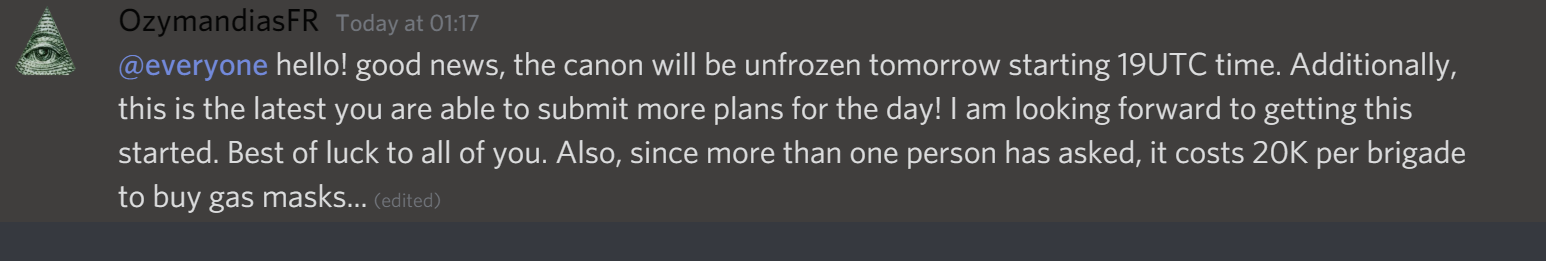 OzymandiasFR Today at 01:17
@everyone hello! good news, the canon will be unfrozen tomorrow starting 19UTC time. Additionally,
this is the latest you are able to submit more plans for the day! I am looking forward to getting this
started. Best of luck to all of you. Also, since more than one person has asked, it costs 20K per brigade
to buy gas masks... (edited)